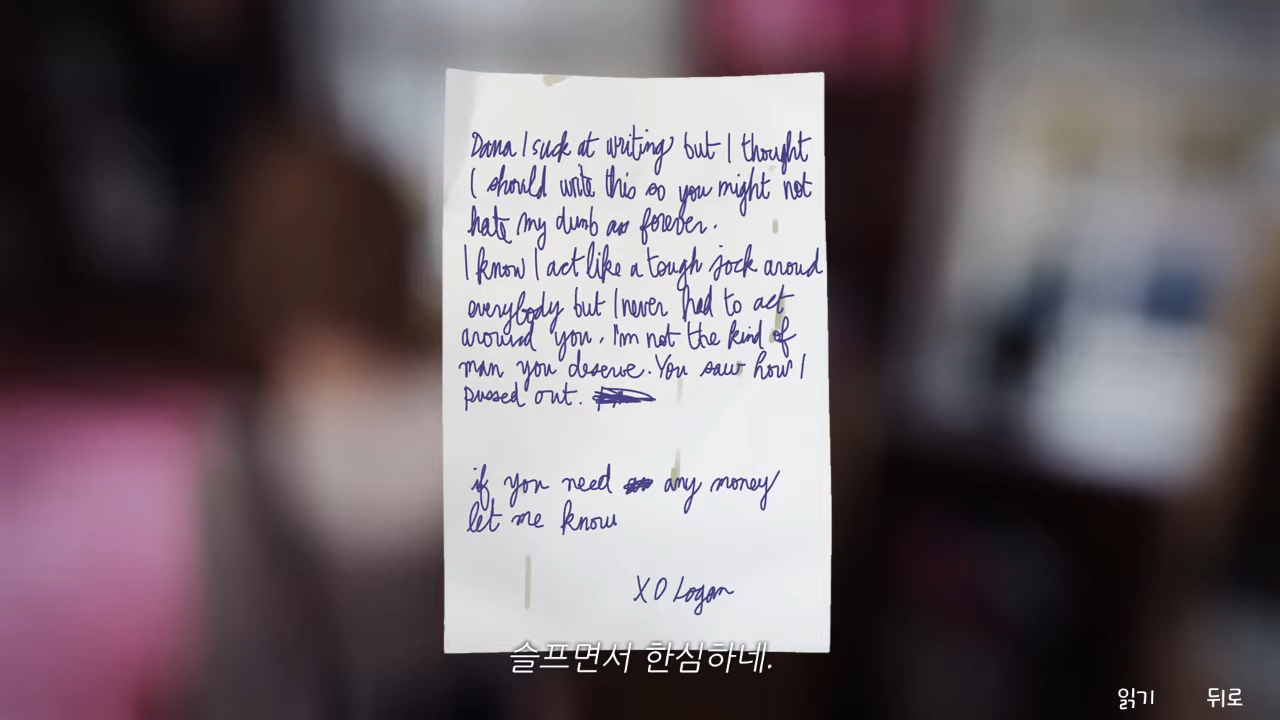 Dana I suck at writing but I thought
I should write this so you might not
hate my dumb ass forever.
I know I act like a tough jock aroud
everybody but I never had to act
around you. I'm not the kind of
man you deserve. You saw how I
pussed out.
if you need any money
let me know
XO Logan
슬프면서 한심하네.
읽기 뒤로